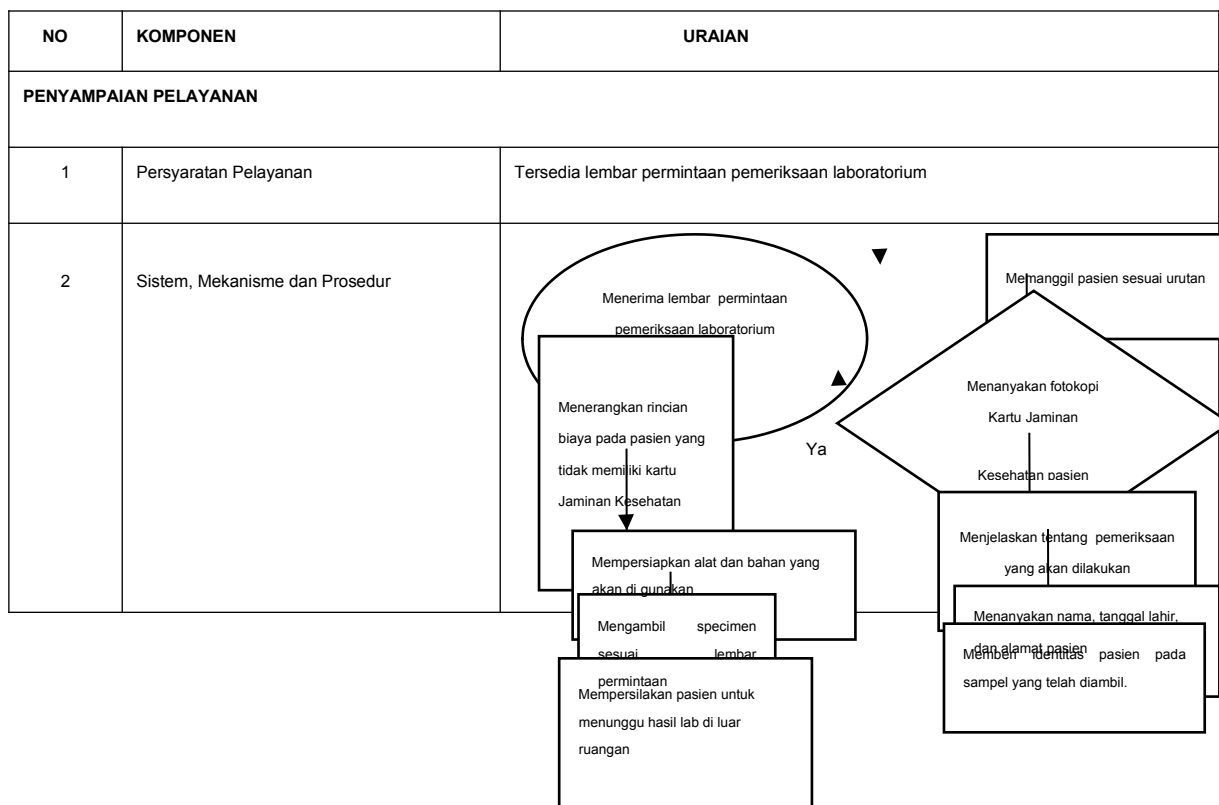 NO KOMPONEN URAIAN
PENYAMPAIAN PELAYANAN
1 Persyaratan Pelayanan Tersedia lembar permintaan pemeriksaan laboratorium
2 Sistem, Mekanisme dan Prosedur
Menerima lembar permintaan
pemeriksaan laboratorium
Memanggil pasien sesuai urutan
Menerangkan rincian
biaya pada pasien yang
tidak memiliki kartu
Jaminan Kesehatan
Ya
Menanyakan fotokopi
Kartu Jaminan
Kesehatan pasien
Mempersiapkan alat dan bahan yang
akan di gunakan
Menjelaskan tentang pemeriksaan
yang akan dilakukan
Mengambil specimen
sesuai lembar
permintaan
Menanyakan nama, tanggal lahir,
dan alamat pasien
Memberi identitas pasien pada
sampel yang telah diambil.
Mempersilakan pasien untuk
menunggu hasil lab di luar
ruangan